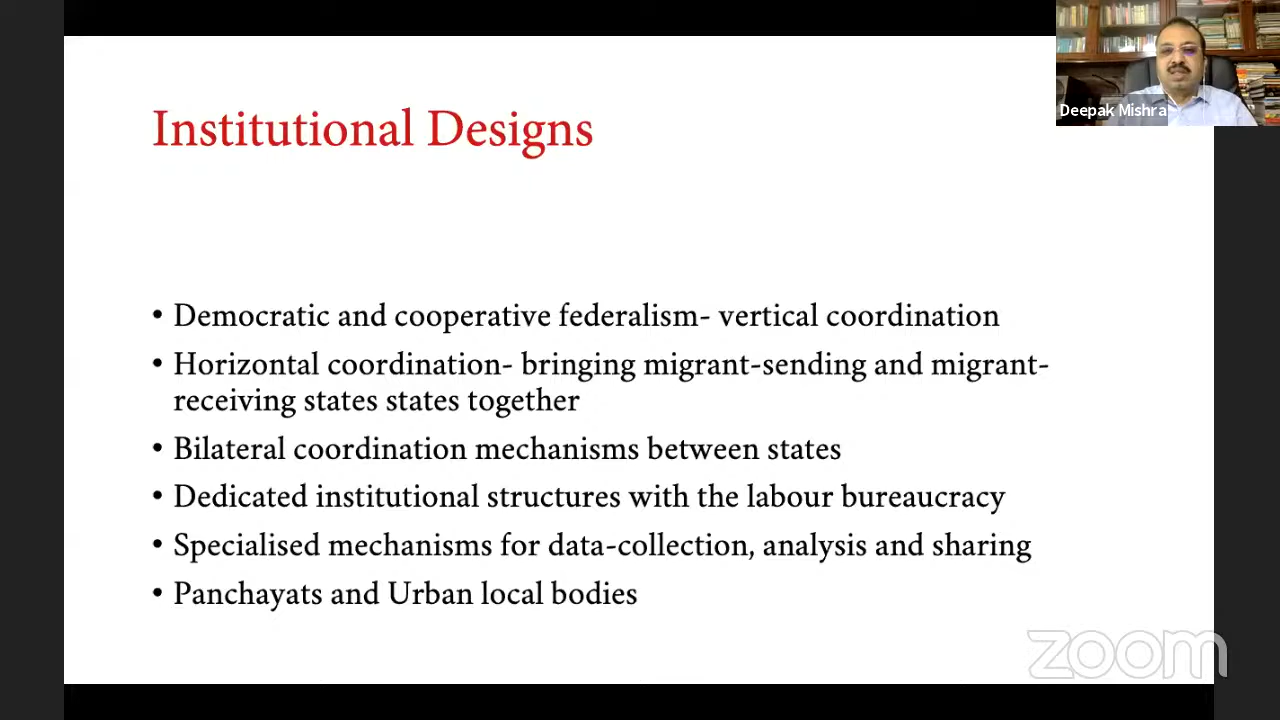 Deepak Mishra
Institutional Designs
• Democratic and cooperative federalism- vertical coordination
• Horizontal coordination- bringing migrant-sending and migrant-
receiving states states together
• Bilateral coordination mechanisms between states
• Dedicated institutional structures with the labour bureaucracy
• Specialised mechanisms for data-collection, analysis and sharing
• Panchayats and Urban local bodies
zoom